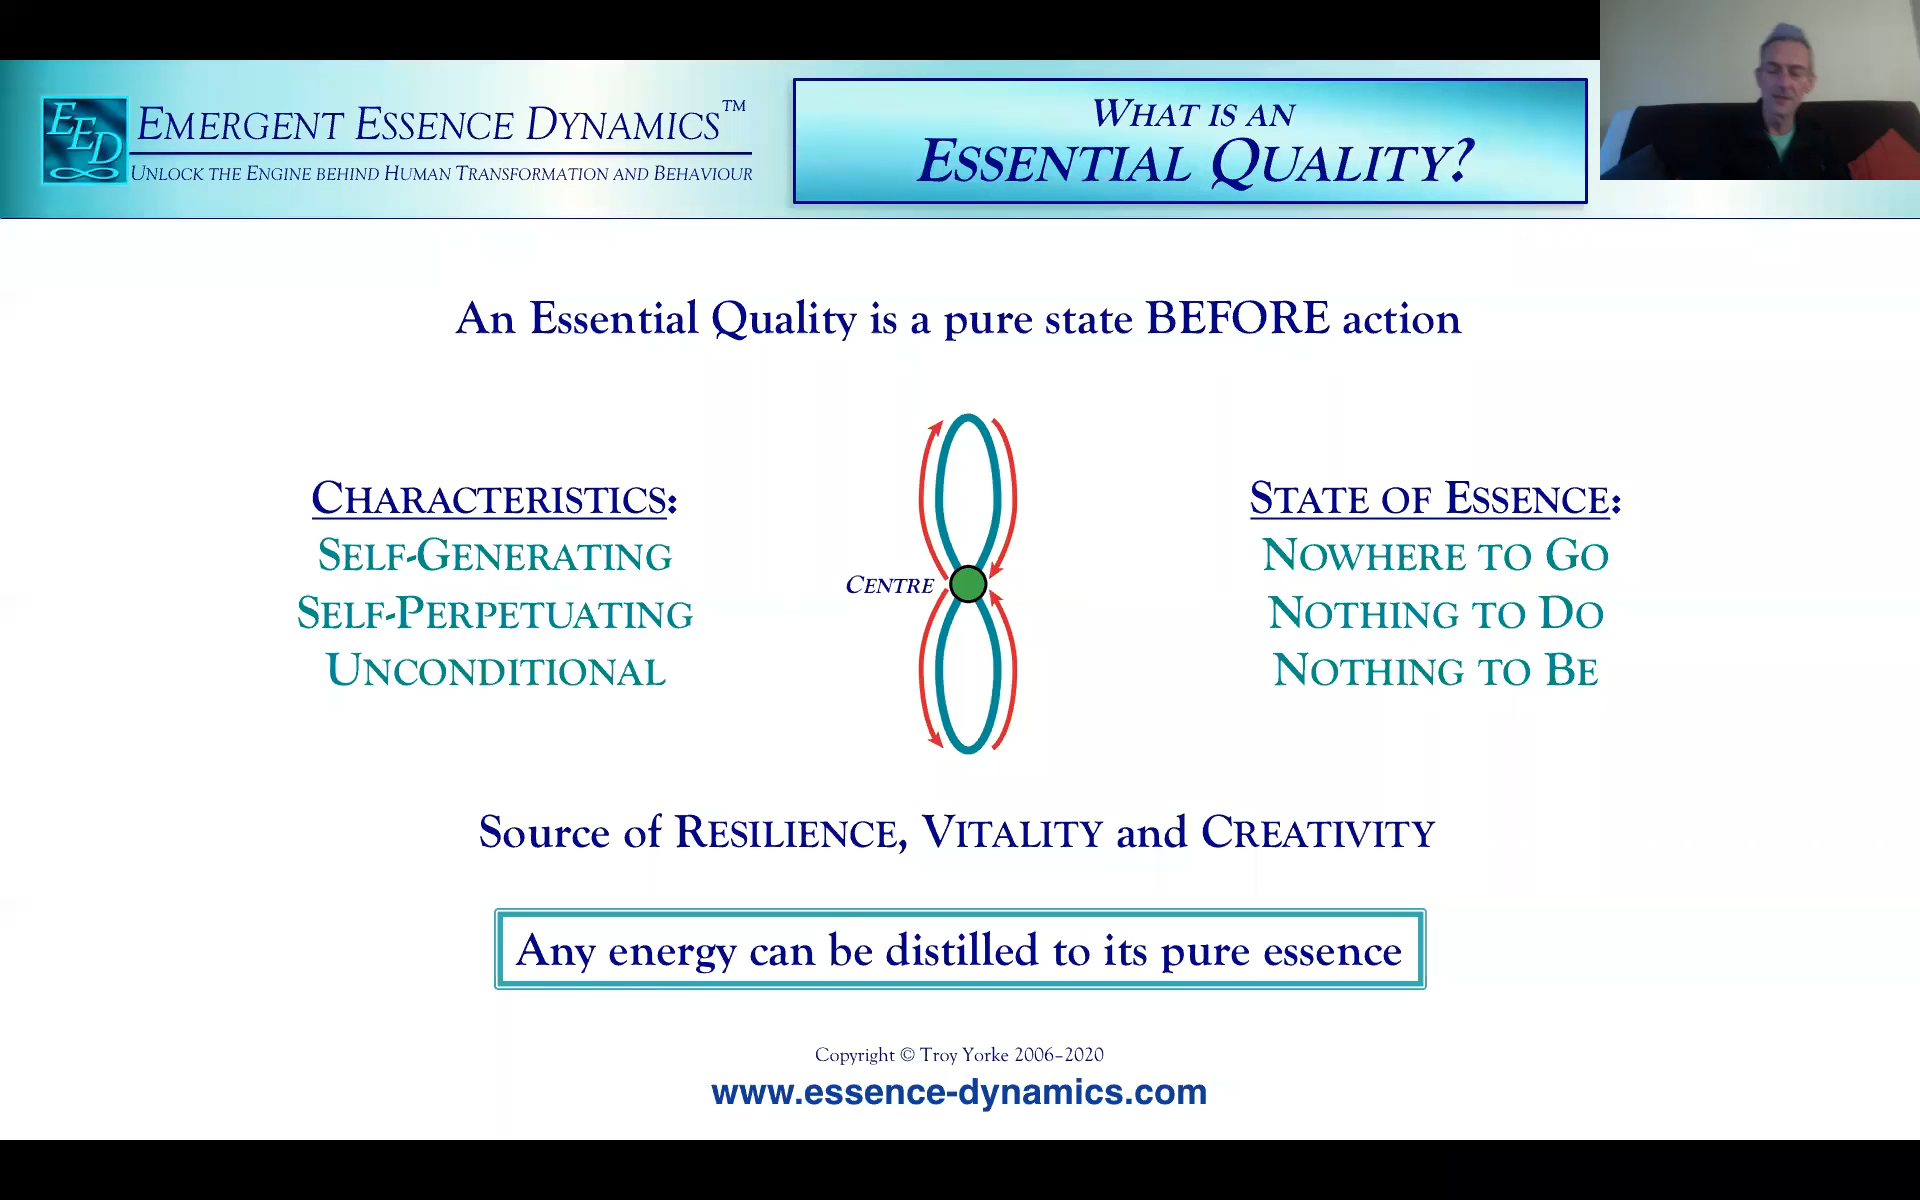 EED
EMERGENT ESSENCE DYNAMICS™
UNLOCK THE ENGINE BEHIND HUMAN TRANSFORMATION AND BEHAVIOUR
WHAT IS AN
ESSENTIAL QUALITY?
An Essential Quality is a pure state BEFORE action
CHARACTERISTICS:
SELF-GENERATING
SELF-PERPETUATING
UNCONDITIONAL
CENTRE
STATE OF ESSENCE:
NOWHERE TO GO
NOTHING TO DO
NOTHING TO BE
Source of RESILIENCE, VITALITY and CREATIVITY
Any energy can be distilled to its pure essence
Copyright © Troy Yorke 2006–2020
www.essence-dynamics.com